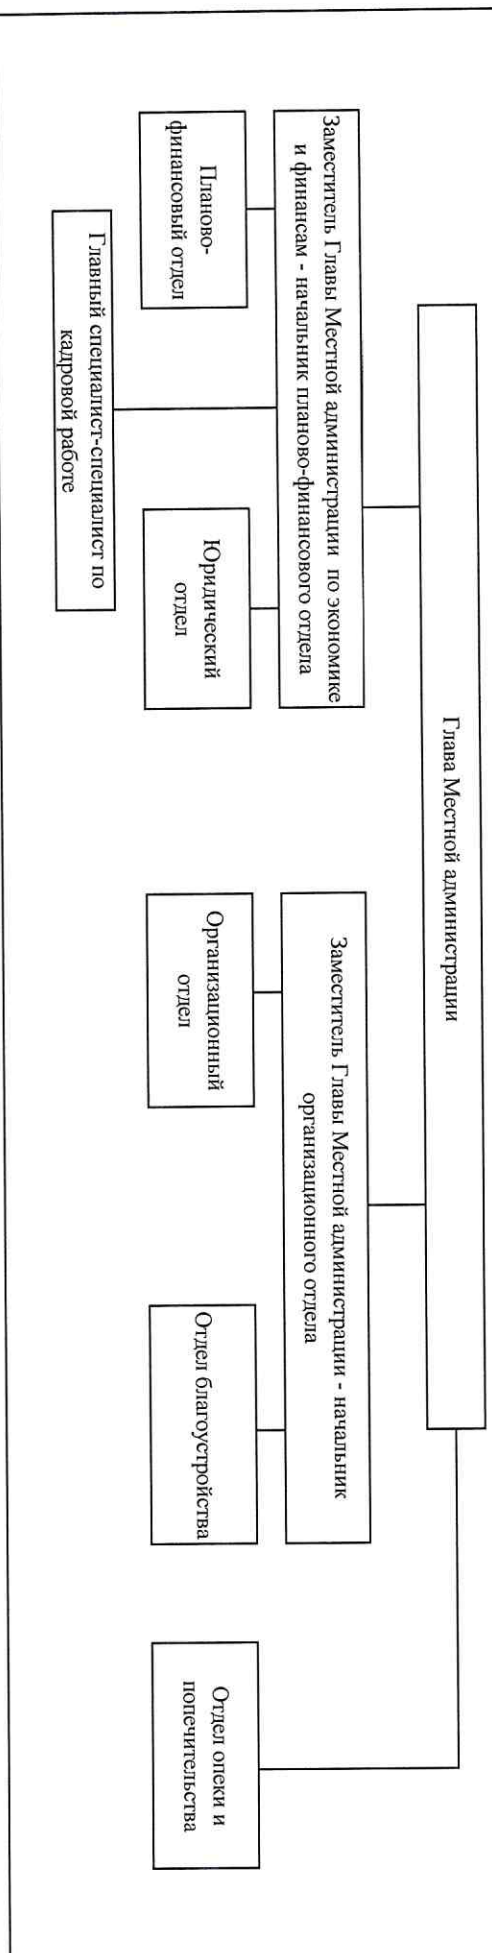 Глава Местной администрации
Заместитель Главы Местной администрации по экономике
и финансам - начальник планово-финансового отдела
Заместитель Главы Местной администрации - начальник
организационного отдела
Планово-
финансовый отдел
Юридический
отдел
Организационный
отдел
Отдел благоустройства
Отдел опеки и
попечительства
Главный специалист-специалист по
кадровой работе